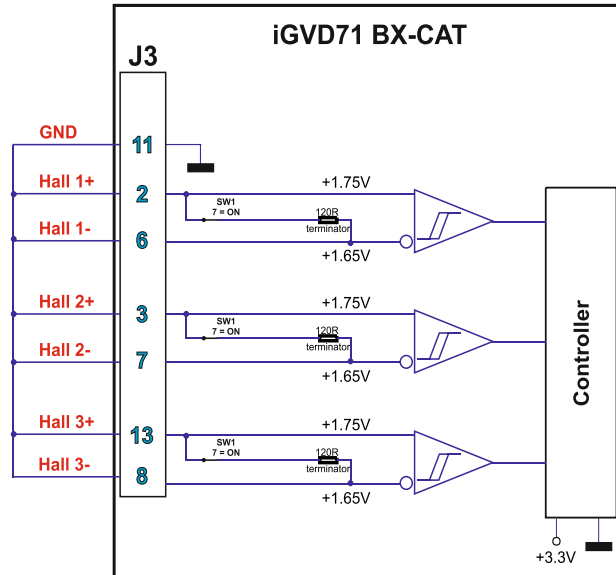 iGVD71 BX-CAT
J3
GND
11
Hall 1+
2
+1.75V
SW1
7 = ON
120R
terminator
Hall 1-
6
+1.65V
Hall 2+
3
+1.75V
SW1
7 = ON
120R
terminator
Hall 2-
7
+1.65V
Hall 3+
13
+1.75V
SW1
7 = ON
120R
terminator
Hall 3-
8
+1.65V
Controller
+3.3V